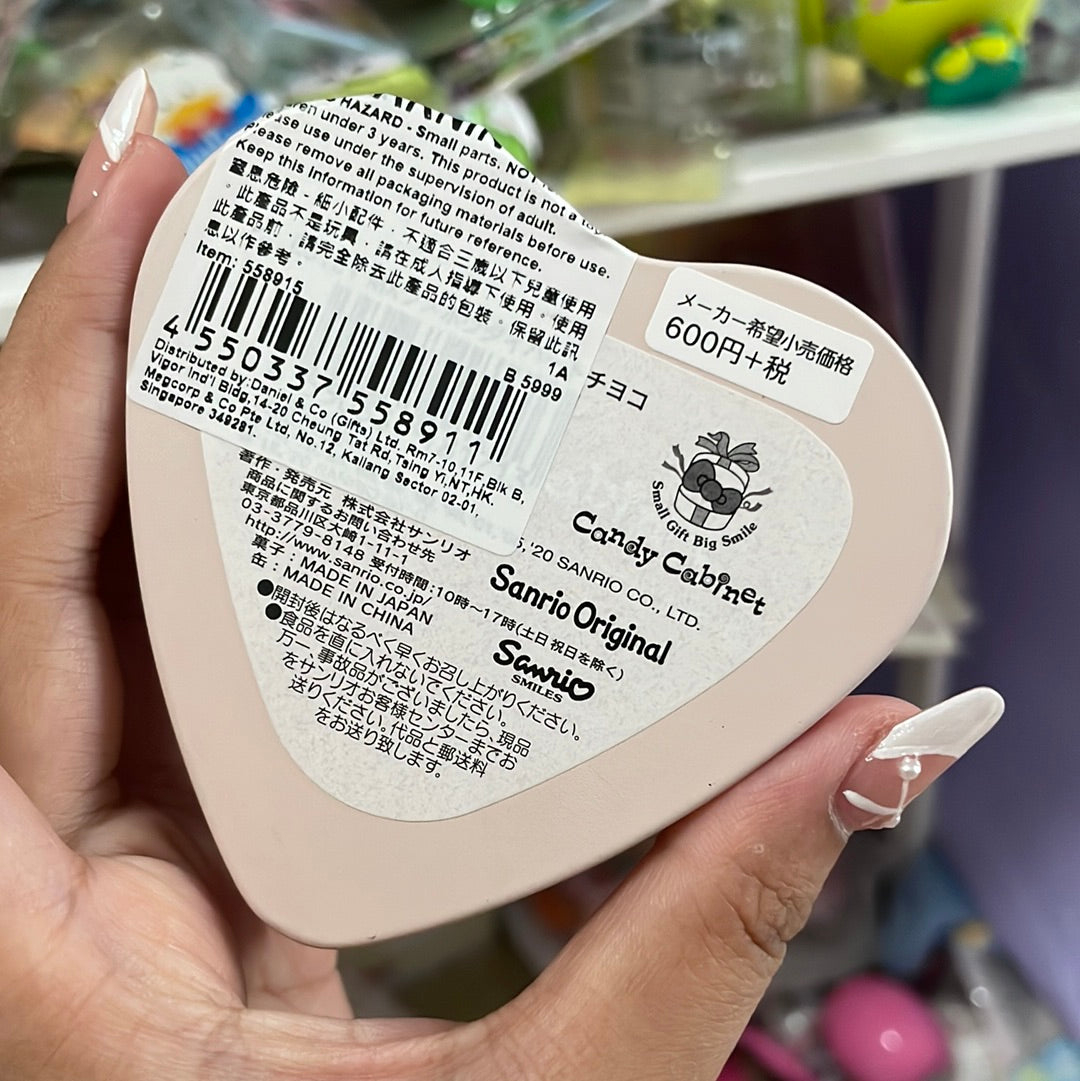 HAZARD - Small parts. NOT
under 3 years. This product is not a toy
use under the supervision of adult.
Please remove all packaging materials before use.
Keep this Information for future reference.
窒息危險 - 細小配件，不適合三歲以下兒童使用
。此產品不是玩具，請在成人指導下使用。使用
此產品前，請完全除去此產品的包裝。保留此訊
息以作參考。
Item: 558915
1A
B 5999
4 550337 558911
Distributed by:Daniel & Co (Gifts) Ltd. Rm7-10,11F,Blk B,
Vigor Ind'l Bldg,14-20 Cheung Tat Rd,Tsing Yi,NT,HK.
Megcorp & Co Pte Ltd, No.12, Kallang Sector 02-01,
Singapore 349281.
メーカー希望小売価格
600円+税
チヨコ
Small Gift Big Smile
Candy Cabinet
'20 SANRIO CO., LTD.
Sanrio Original
Sanrio
SMILES
著作・発売元 株式会社サンリオ
商品に関するお問い合わせ先
東京都品川区大崎1-11-1
03-3779-8148 受付時間:10時～17時(土日祝日を除く)
http://www.sanrio.co.jp/
菓子：MADE IN JAPAN
缶：MADE IN CHINA
●開封後はなるべく早くお召し上がりください。
●食品を直に入れないでください。
万一、事故品がございましたら、現品
をサンリオお客様センターまでお
送りください。代品と郵送料
をお送り致します。